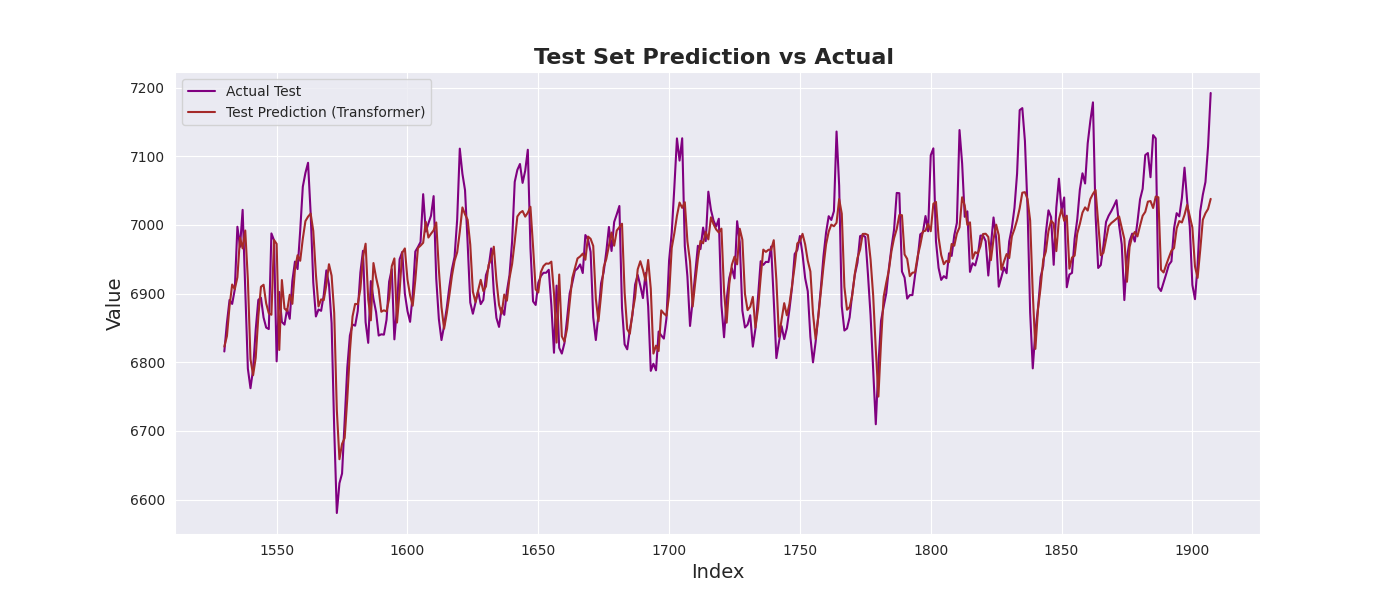 Test Set Prediction vs Actual
Actual Test
Test Prediction (Transformer)
7200
7100
7000
6900
6800
6700
6600
Value
1550 1600 1650 1700 1750 1800 1850 1900
Index